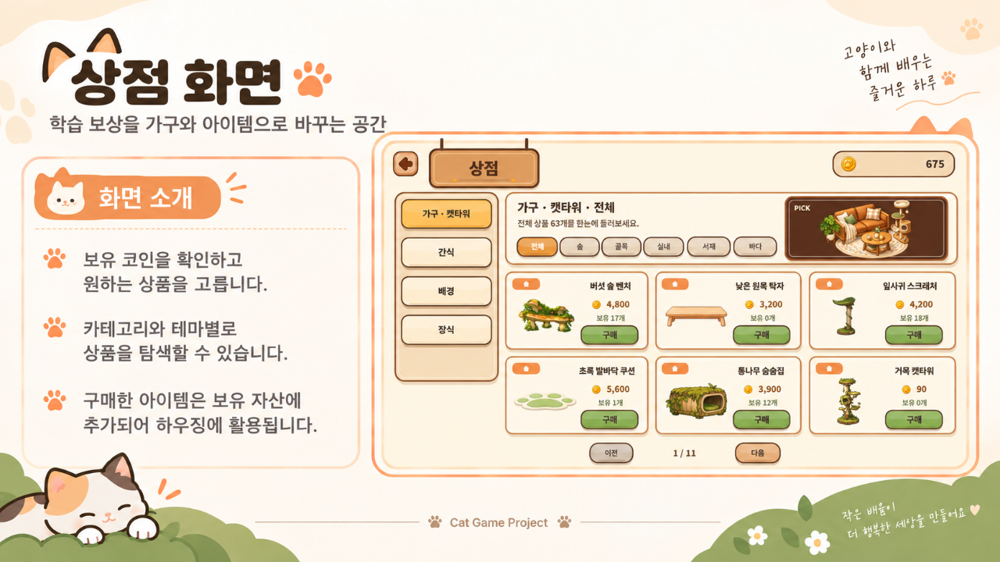 상점 화면
학습 보상을 가구와 아이템으로 바꾸는 공간
고양이와
함께 배우는
즐거운 하루
화면 소개
보유 코인을 확인하고
원하는 상품을 고릅니다.
카테고리와 테마별로
상품을 탐색할 수 있습니다.
구매한 아이템은 보유 자산에
추가되어 하우징에 활용됩니다.
상점
675
가구 · 캣타워
간식
배경
장식
가구 · 캣타워 · 전체
전체 상품 63개를 한눈에 둘러보세요.
전체 숲 골목 실내 서재 바다
PICK
버섯 숲 벤치
4,800
보유 17개
구매
낮은 원목 탁자
3,200
보유 0개
구매
잎사귀 스크래처
4,200
보유 18개
구매
초록 발바닥 쿠션
5,600
보유 1개
구매
통나무 숨숨집
3,900
보유 12개
구매
거목 캣타워
90
보유 0개
구매
이전 1 / 11 다음
Cat Game Project
작은 배움이
더 행복한 세상을 만들어요